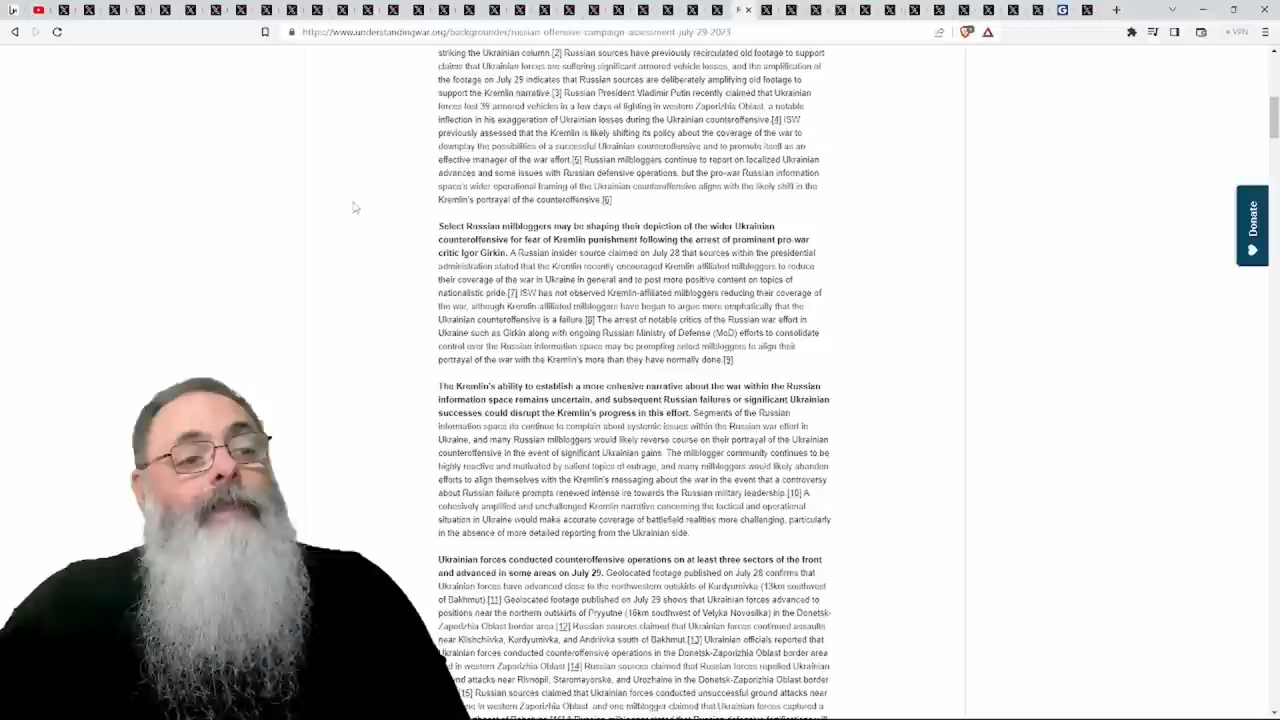 https://www.understandingwar.org/backgrounder/russian-offensive-campaign-assessment-july-29-2023
VPN
striking the Ukrainian column.[2] Russian sources have previously recirculated old footage to support
claims that Ukrainian forces are suffering significant armored vehicle losses, and the amplification of
the footage on July 29 indicates that Russian sources are deliberately amplifying old footage to
support the Kremlin narrative.[3] Russian President Vladimir Putin recently claimed that Ukrainian
forces lost 39 armored vehicles in a few days of fighting in western Zaporizhia Oblast, a notable
inflection in his exaggeration of Ukrainian losses during the Ukrainian counteroffensive.[4] ISW
previously assessed that the Kremlin is likely shifting its policy about the coverage of the war to
downplay the possibilities of a successful Ukrainian counteroffensive and to promote itself as an
effective manager of the war effort.[5] Russian milbloggers continue to report on localized Ukrainian
advances and some issues with Russian defensive operations, but the pro-war Russian information
space's wider operational framing of the Ukrainian counteroffensive aligns with the likely shift in the
Kremlin's portrayal of the counteroffensive.[6]
Donate
Select Russian milbloggers may be shaping their depiction of the wider Ukrainian
counteroffensive for fear of Kremlin punishment following the arrest of prominent pro-war
critic Igor Girkin. A Russian insider source claimed on July 28 that sources within the presidential
administration stated that the Kremlin recently encouraged Kremlin affiliated milbloggers to reduce
their coverage of the war in Ukraine in general and to post more positive content on topics of
nationalistic pride.[7] ISW has not observed Kremlin-affiliated milbloggers reducing their coverage of
the war, although Kremlin-affiliated milbloggers have begun to argue more emphatically that the
Ukrainian counteroffensive is a failure.[8] The arrest of notable critics of the Russian war effort in
Ukraine such as Girkin along with ongoing Russian Ministry of Defense (MoD) efforts to consolidate
control over the Russian information space may be prompting select milbloggers to align their
portrayal of the war with the Kremlin's more than they have normally done.[9]
The Kremlin's ability to establish a more cohesive narrative about the war within the Russian
information space remains uncertain, and subsequent Russian failures or significant Ukrainian
successes could disrupt the Kremlin's progress in this effort. Segments of the Russian
information space do continue to complain about systemic issues within the Russian war effort in
Ukraine, and many Russian milbloggers would likely reverse course on their portrayal of the Ukrainian
counteroffensive in the event of significant Ukrainian gains. The milblogger community continues to be
highly reactive and motivated by salient topics of outrage, and many milbloggers would likely abandon
efforts to align themselves with the Kremlin's messaging about the war in the event that a controversy
about Russian failure prompts renewed intense ire towards the Russian military leadership.[10] A
cohesively amplified and unchallenged Kremlin narrative concerning the tactical and operational
situation in Ukraine would make accurate coverage of battlefield realities more challenging, particularly
in the absence of more detailed reporting from the Ukrainian side.
Ukrainian forces conducted counteroffensive operations on at least three sectors of the front
and advanced in some areas on July 29. Geolocated footage published on July 28 confirms that
Ukrainian forces have advanced close to the northwestern outskirts of Kurdyumivka (13km southwest
of Bakhmut).[11] Geolocated footage published on July 29 shows that Ukrainian forces advanced to
positions near the northern outskirts of Pryyutne (16km southwest of Velyka Novosilka) in the Donetsk-
Zaporizhia Oblast border area.[12] Russian sources claimed that Ukrainian forces continued assaults
near Klishchiivka, Kurdyumivka, and Andriivka south of Bakhmut.[13] Ukrainian officials reported that
Ukrainian forces conducted counteroffensive operations in the Donetsk-Zaporizhia Oblast border area
in western Zaporizhia Oblast.[14] Russian sources claimed that Russian forces repelled Ukrainian
attacks near Rivnopil, Staromayorske, and Urozhaine in the Donetsk-Zaporizhia Oblast border
[15] Russian sources claimed that Ukrainian forces conducted unsuccessful ground attacks near
in western Zaporizhia Oblast, and one milblogger claimed that Ukrainian forces captured a